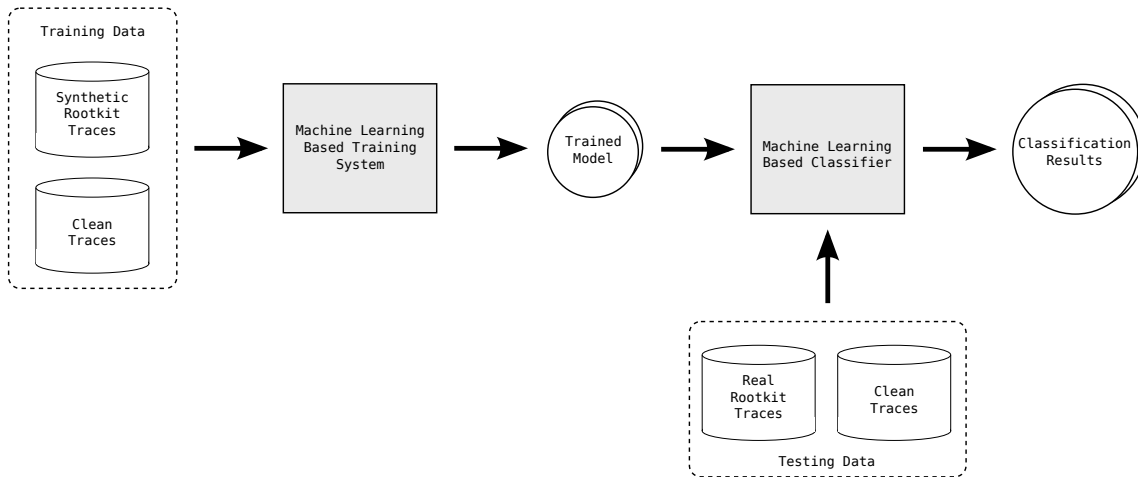 Training Data
Synthetic
Rootkit
Traces
Clean
Traces
Machine Learning
Based Training
System
Trained
Model
Machine Learning
Based Classifier
Classification
Results
Real
Rootkit
Traces
Clean
Traces
Testing Data